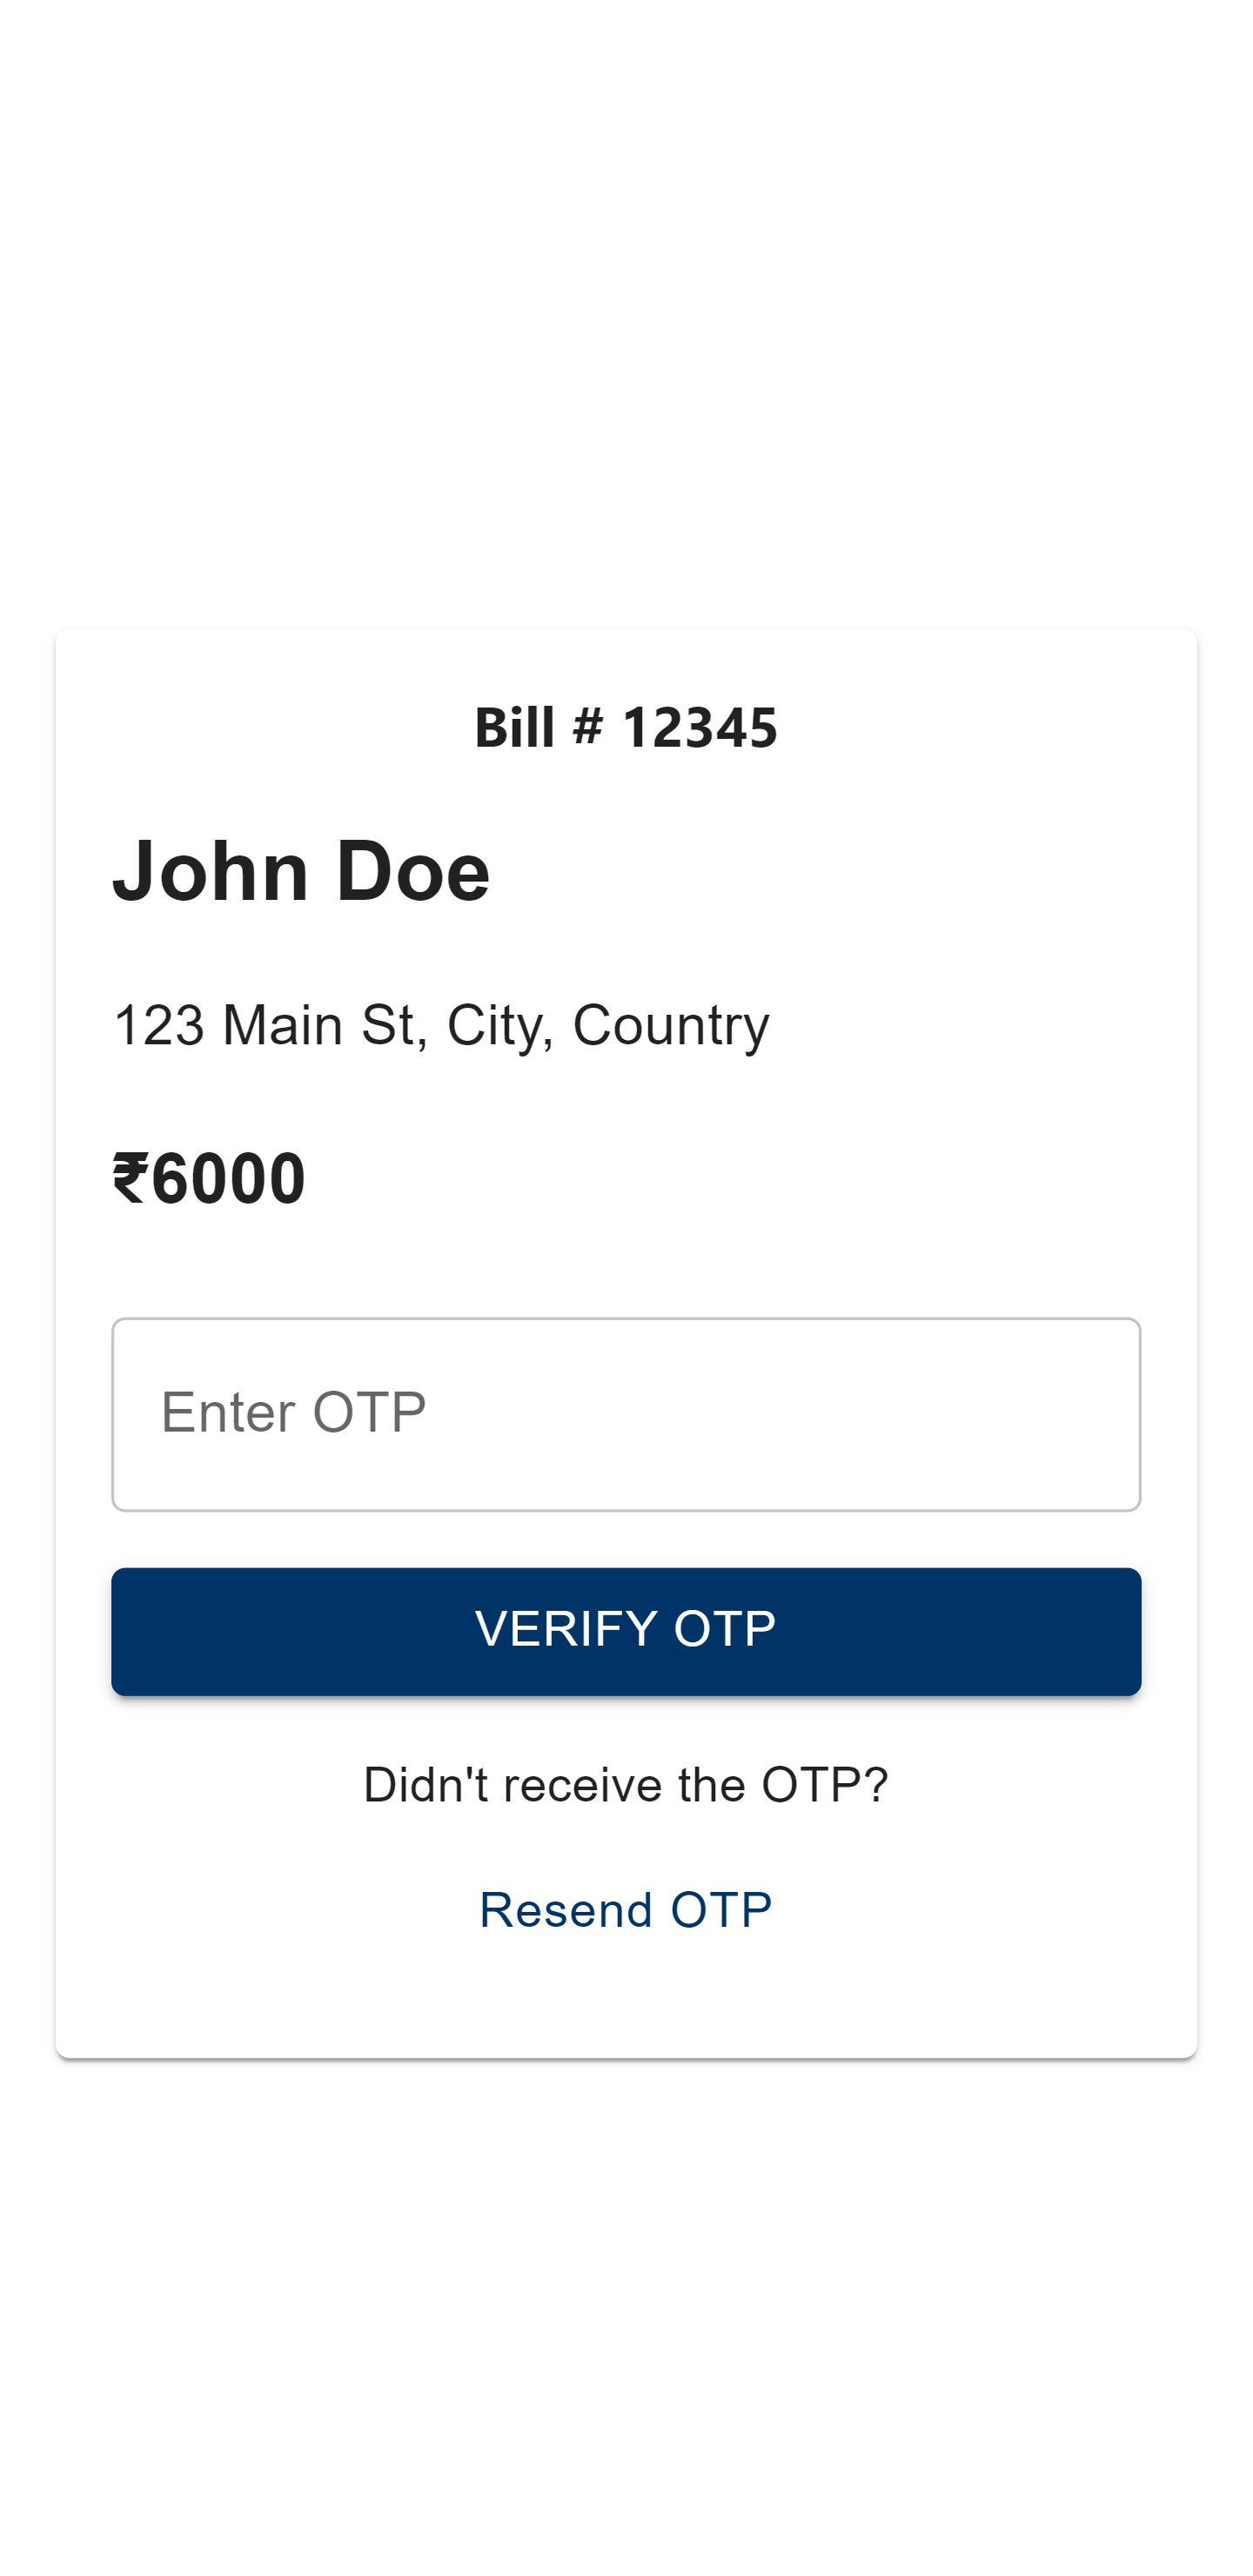 Bill # 12345
John Doe
123 Main St, City, Country
₹6000
Enter OTP
VERIFY OTP
Didn't receive the OTP?
Resend OTP